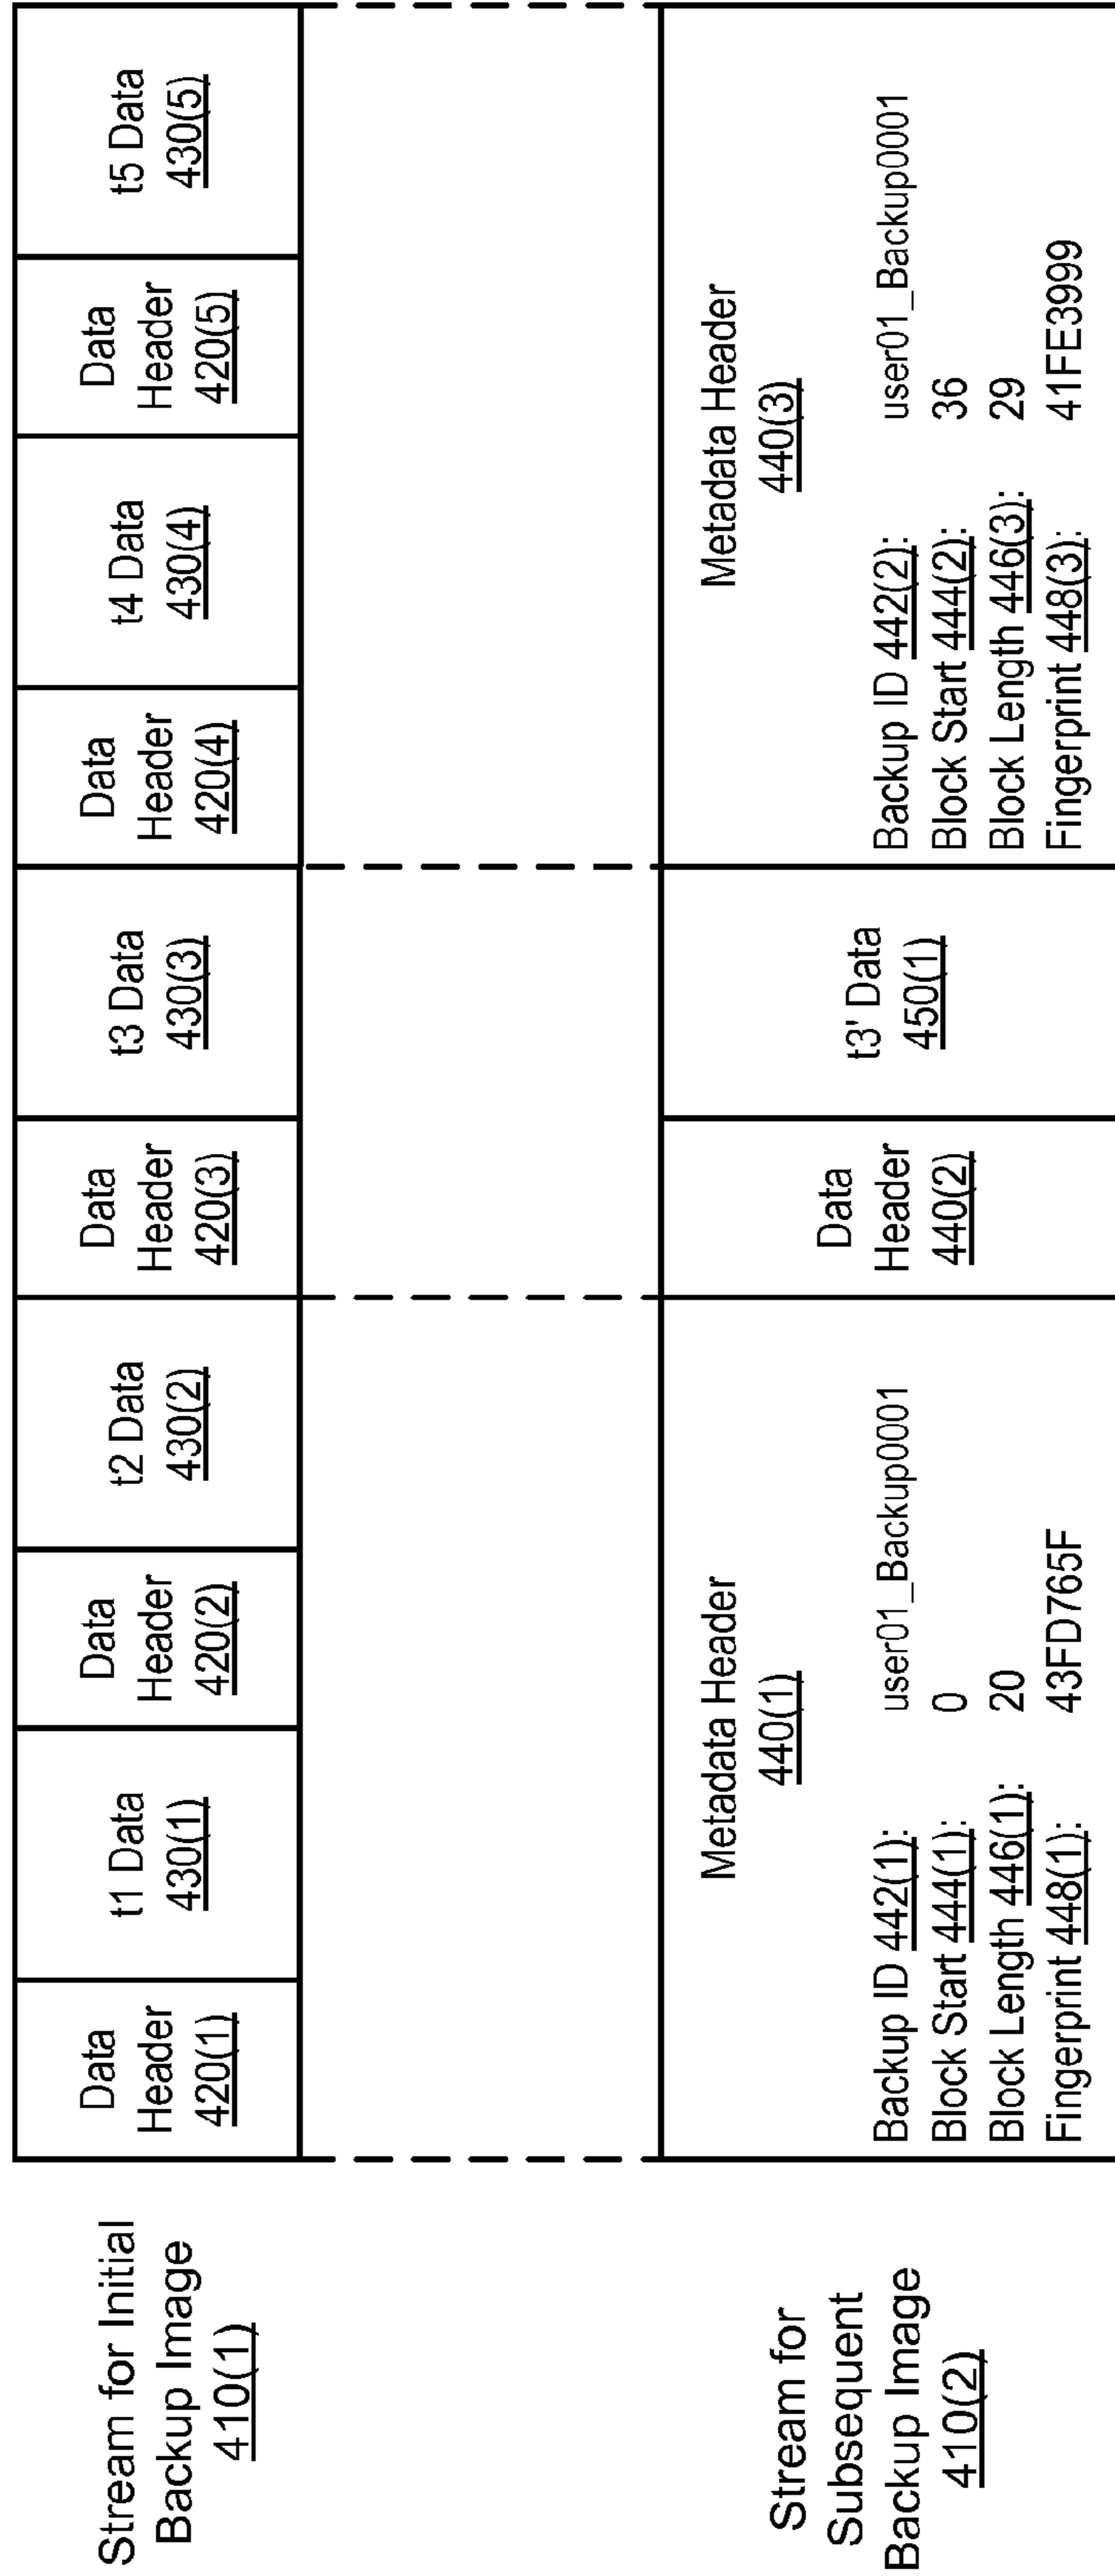 Stream for Initial
Backup Image
410(1)
Data
Header
420(1)
t1 Data
430(1)
Data
Header
420(2)
t2 Data
430(2)
Data
Header
420(3)
t3 Data
430(3)
Data
Header
420(4)
t4 Data
430(4)
Data
Header
420(5)
t5 Data
430(5)
Stream for
Subsequent
Backup Image
410(2)
Metadata Header
440(1)
Backup ID 442(1): user01_Backup0001
Block Start 444(1): 0
Block Length 446(1): 20
Fingerprint 448(1): 43FD765F
Data
Header
440(2)
t3' Data
450(1)
Metadata Header
440(3)
Backup ID 442(2): user01_Backup0001
Block Start 444(2): 36
Block Length 446(3): 29
Fingerprint 448(3): 41FE3999